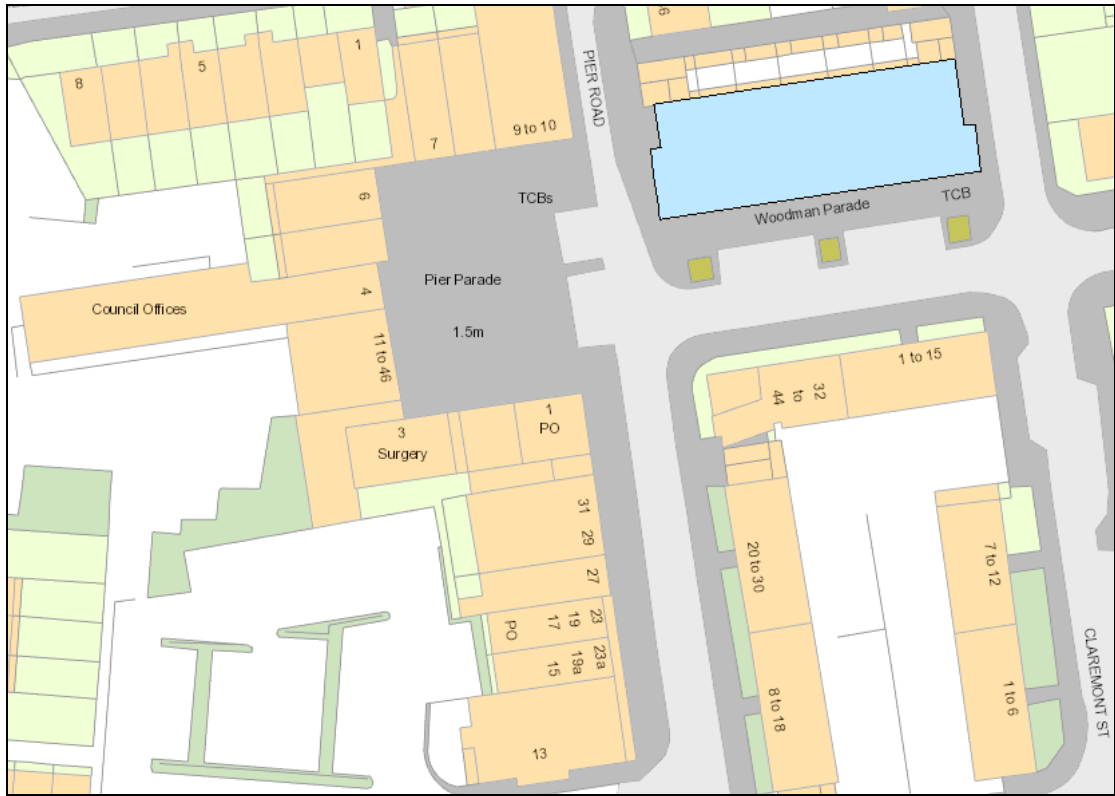 -6
1
5
8
PIER ROAD
9 to 10
7
6
TCBs
TCB
Woodman Parade
Pier Parade
4
Council Offices
1.5m
11 to 46
1 to 15
32
to
44
1
PO
3
Surgery
31
29
27
20 to 30
7 to 12
23
19
17
PO
23a
19a
15
8 to 18
1 to 6
CLAREMONT ST
13